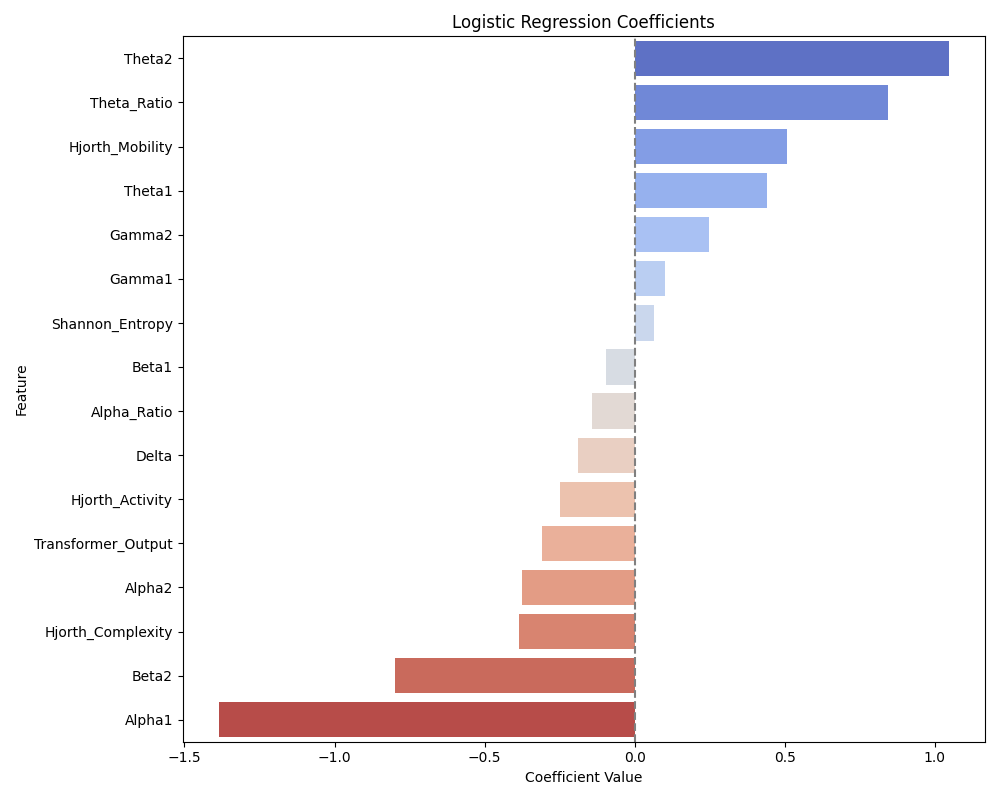 Logistic Regression Coefficients
Theta2
Theta_Ratio
Hjorth_Mobility
Theta1
Gamma2
Gamma1
Shannon_Entropy
Beta1
Alpha_Ratio
Delta
Hjorth_Activity
Transformer_Output
Alpha2
Hjorth_Complexity
Beta2
Alpha1
Feature
−1.5 −1.0 −0.5 0.0 0.5 1.0
Coefficient Value